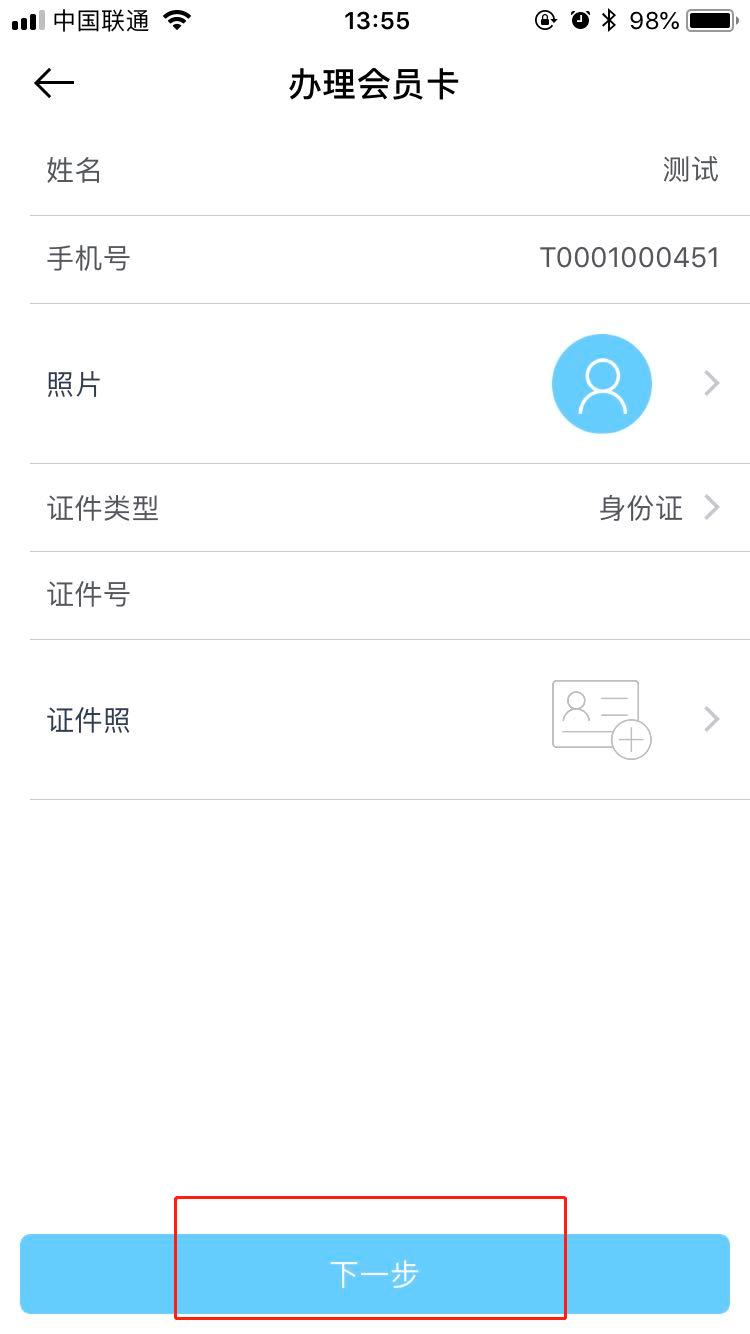 中国联通 13:55 98%
办理会员卡
姓名 测试
手机号 T0001000451
照片
证件类型 身份证
证件号
证件照
下一步